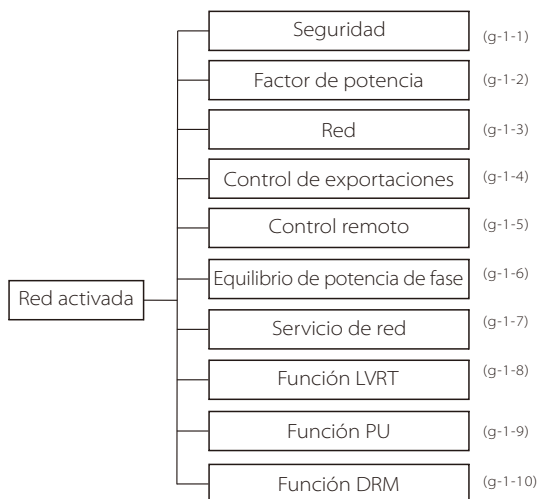 Seguridad (g-1-1)
Factor de potencia (g-1-2)
Red (g-1-3)
Control de exportaciones (g-1-4)
Control remoto (g-1-5)
Equilibrio de potencia de fase (g-1-6)
Red activada
Servicio de red (g-1-7)
Función LVRT (g-1-8)
Función PU (g-1-9)
Función DRM (g-1-10)